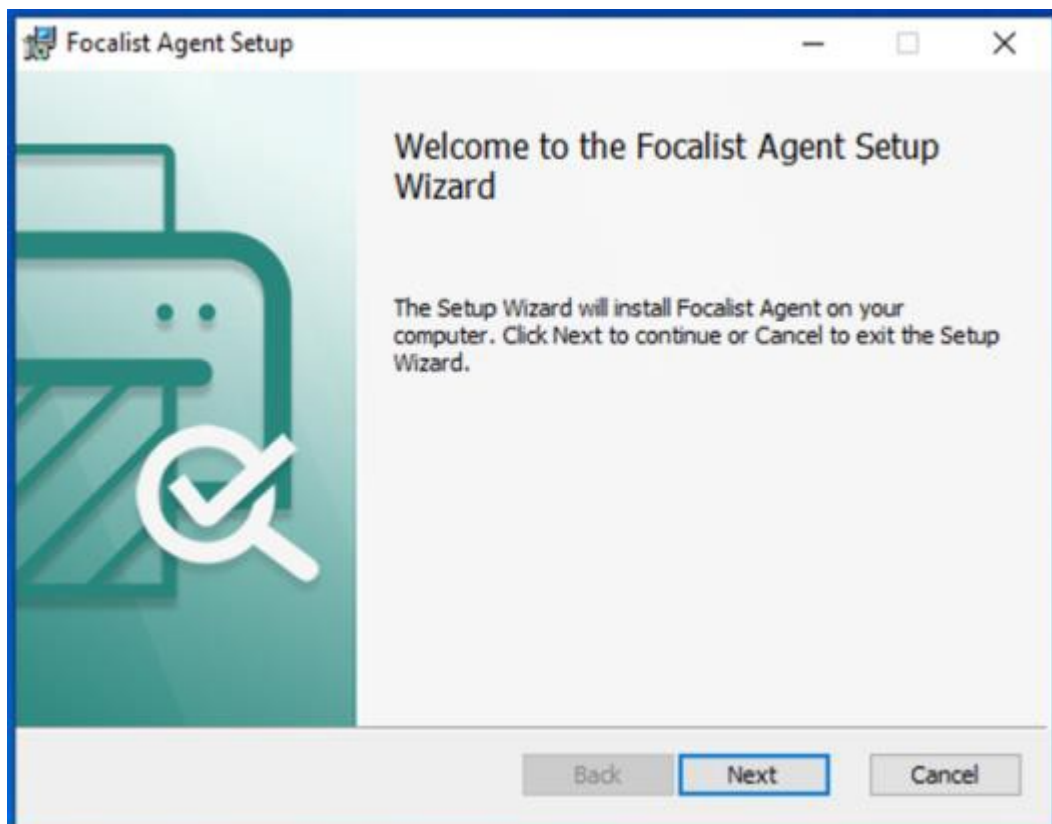 Focalist Agent Setup
Welcome to the Focalist Agent Setup
Wizard
The Setup Wizard will install Focalist Agent on your
computer. Click Next to continue or Cancel to exit the Setup
Wizard.
Back
Next
Cancel